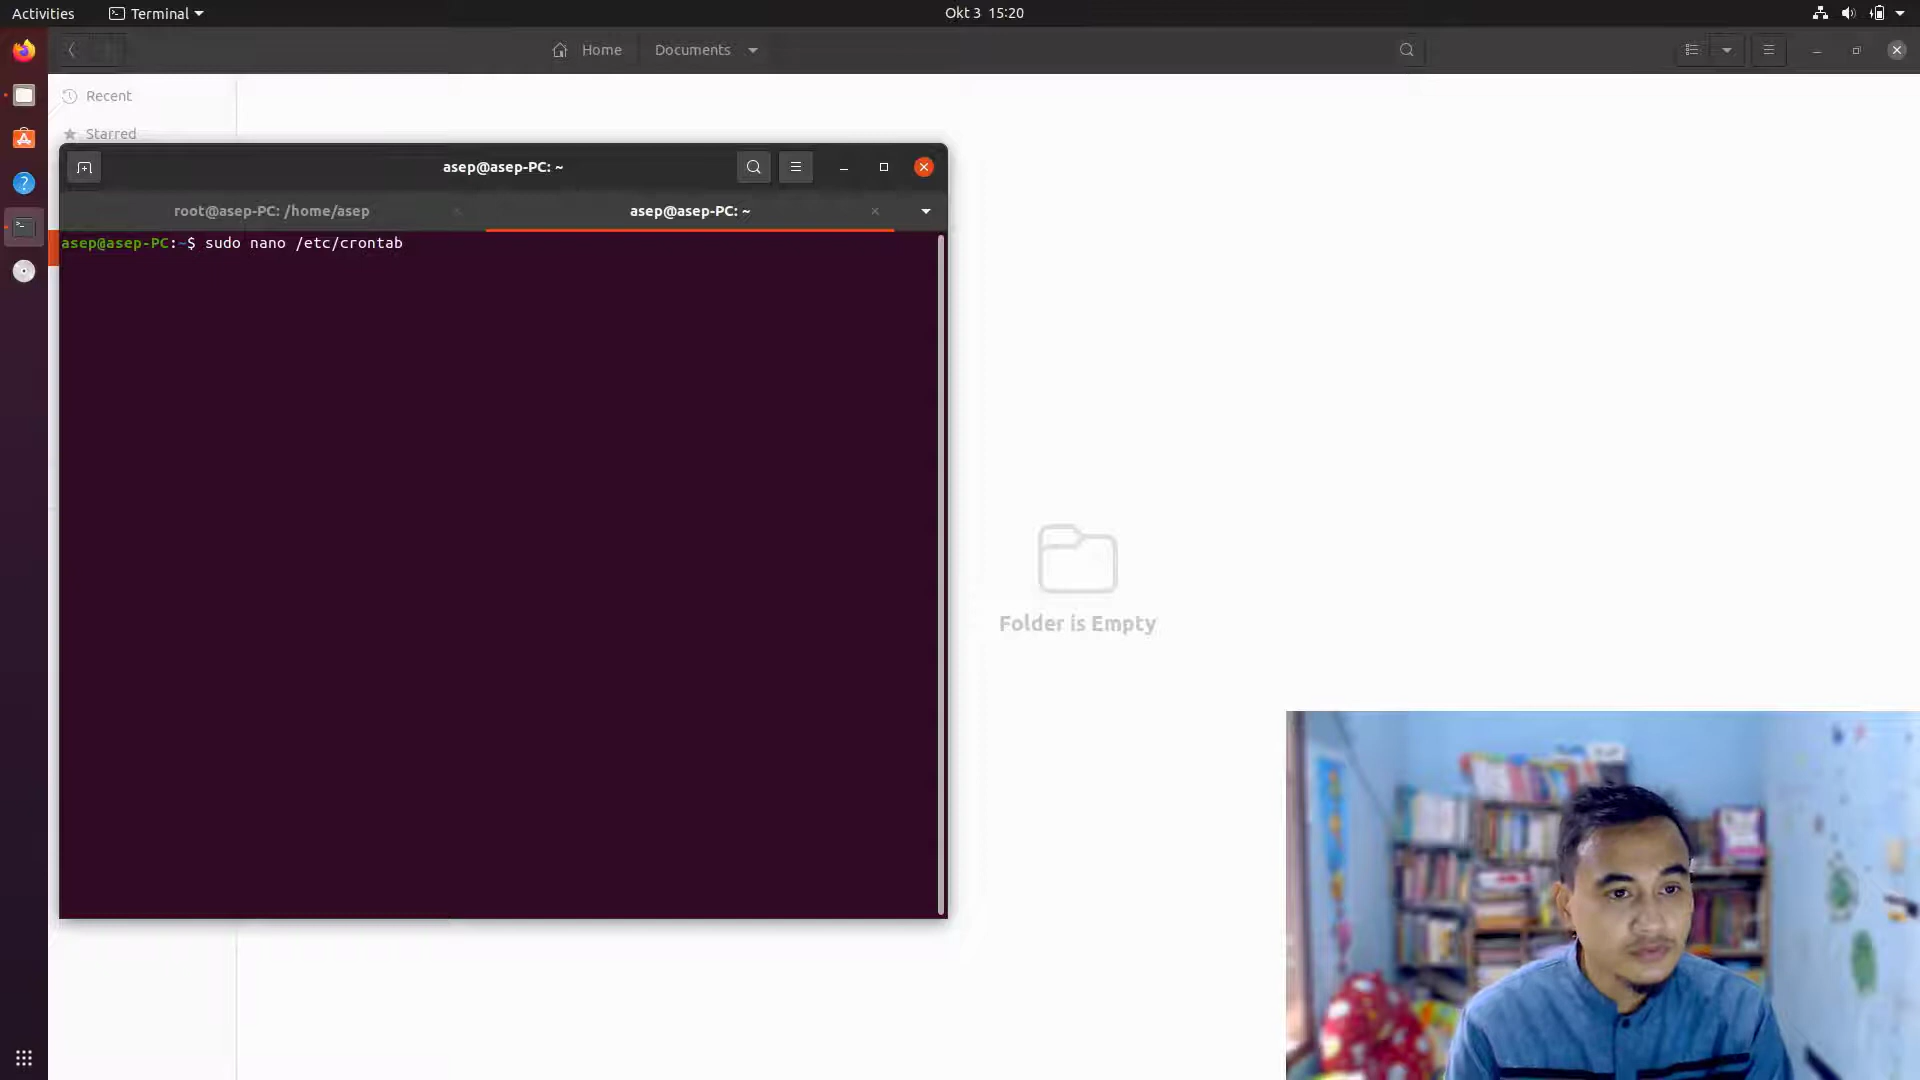 Activities Terminal Okt 3 15:20
Home Documents
Recent
Starred
asep@asep-PC: ~
root@asep-PC: /home/asep asep@asep-PC: ~
asep@asep-PC:~$ sudo nano /etc/crontab
Folder is Empty